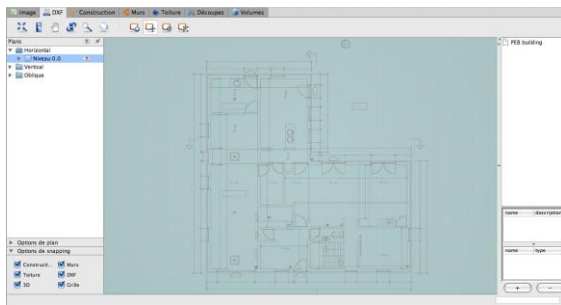 Image DXF Construction Murs Toiture Découpes Volumes
Plans
PEB building
Horizontal
Niveau 0.0
Vertical
Oblique
Options de plan
Options de snapping
Constructi... Murs
Toiture DXF
3D Grille
name description
name type
+ -